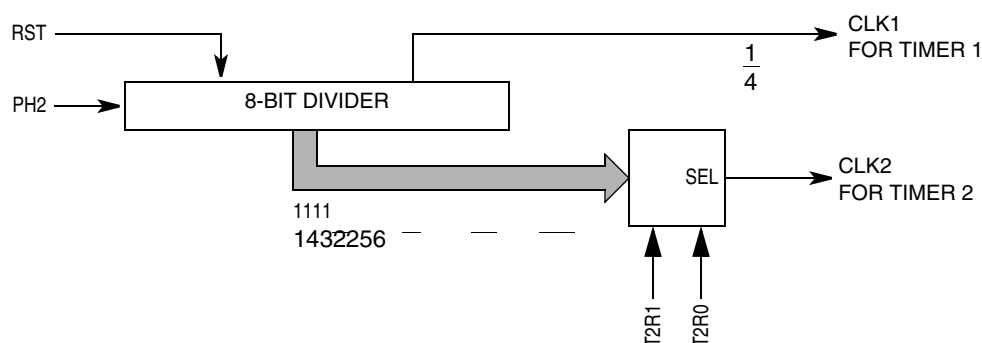 RST
CLK1
FOR TIMER 1
1
4
8-BIT DIVIDER
PH2
SEL
CLK2
FOR TIMER 2
1111
1432256
T2R1
T2R0